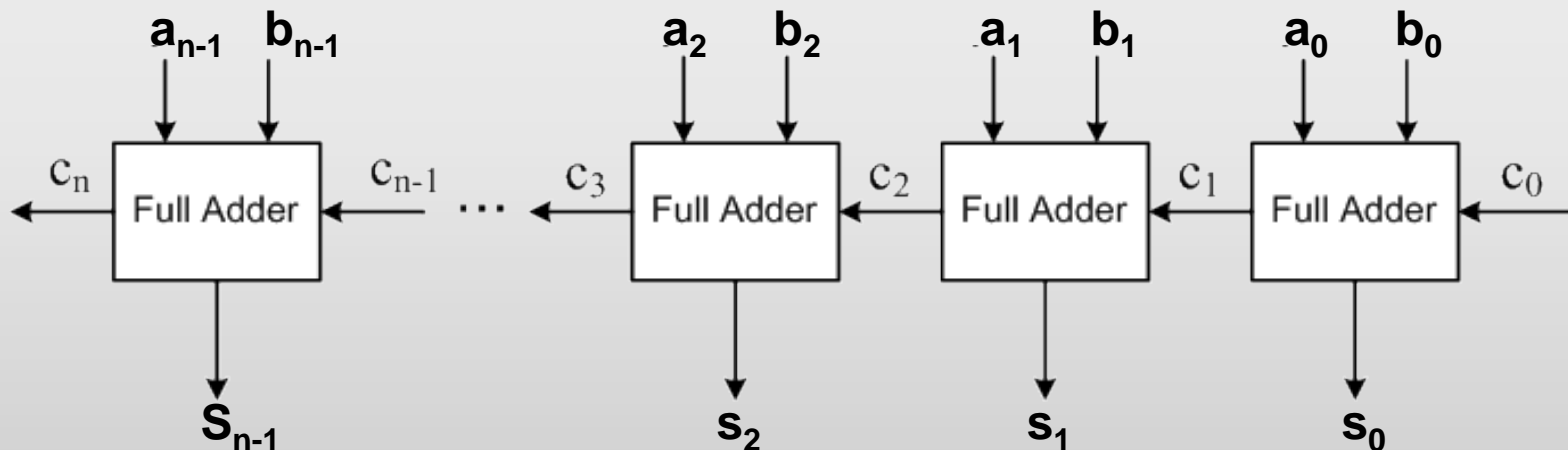 aₙ₋₁ bₙ₋₁ a₂ b₂ a₁ b₁ a₀ b₀
cₙ Full Adder cₙ₋₁ ... c₃ Full Adder c₂ Full Adder c₁ Full Adder c₀
Sₙ₋₁ s₂ s₁ s₀